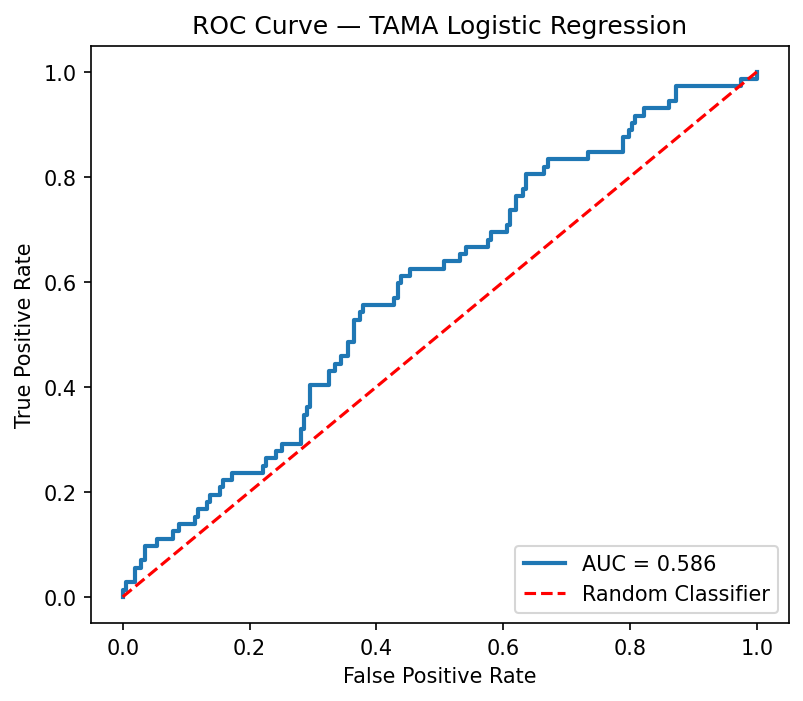 ROC Curve — TAMA Logistic Regression
True Positive Rate
1.0
0.8
0.6
0.4
0.2
0.0
AUC = 0.586
Random Classifier
0.0 0.2 0.4 0.6 0.8 1.0
False Positive Rate